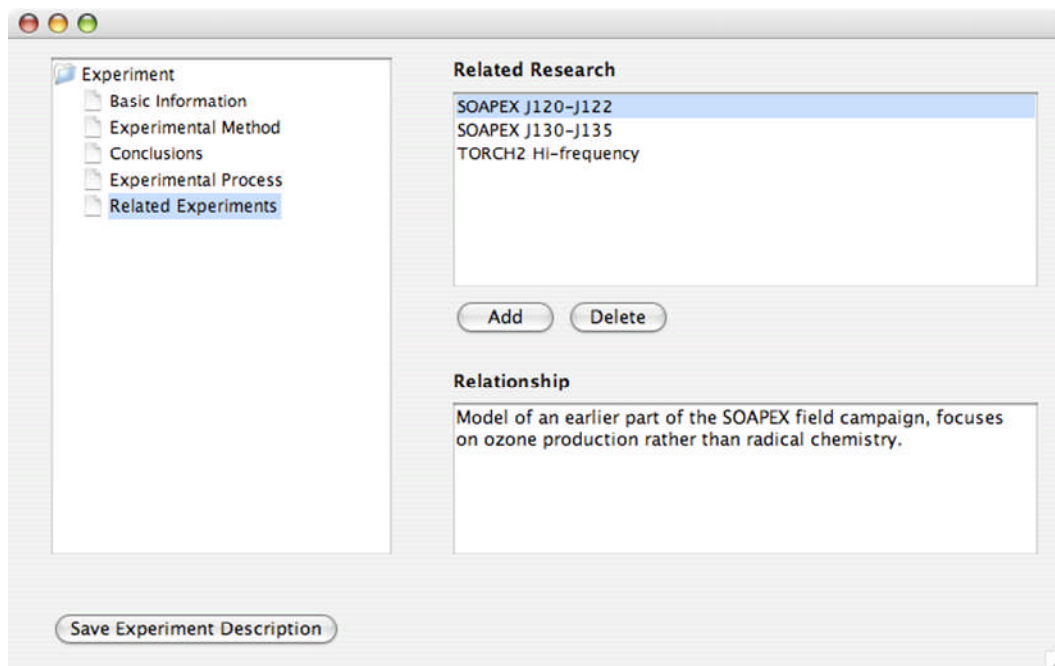 Experiment
Basic Information
Experimental Method
Conclusions
Experimental Process
Related Experiments
Related Research
SOAPEX J120-J122
SOAPEX J130-J135
TORCH2 Hi-frequency
Add
Delete
Relationship
Model of an earlier part of the SOAPEX field campaign, focuses
on ozone production rather than radical chemistry.
Save Experiment Description